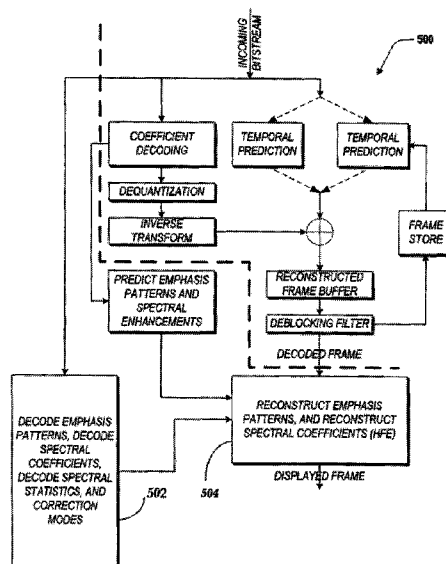 INCOMING
BITSTREAM
500
COEFFICIENT
DECODING
TEMPORAL
PREDICTION
TEMPORAL
PREDICTION
DEQUANTIZATION
INVERSE
TRANSFORM
FRAME
STORE
RECONSTRUCTED
FRAME BUFFER
PREDICT EMPHASIS
PATTERNS AND
SPECTRAL
ENHANCEMENTS
DEBLOCKING FILTER
DECODED FRAME
DECODE EMPHASIS
PATTERNS, DECODE
SPECTRAL
COEFFICIENTS,
DECODE SPECTRAL
STATISTICS, AND
CORRECTION
MODES
RECONSTRUCT EMPHASIS
PATTERNS, AND RECONSTRUCT
SPECTRAL COEFFICIENTS (HFE)
502
504
DISPLAYED FRAME